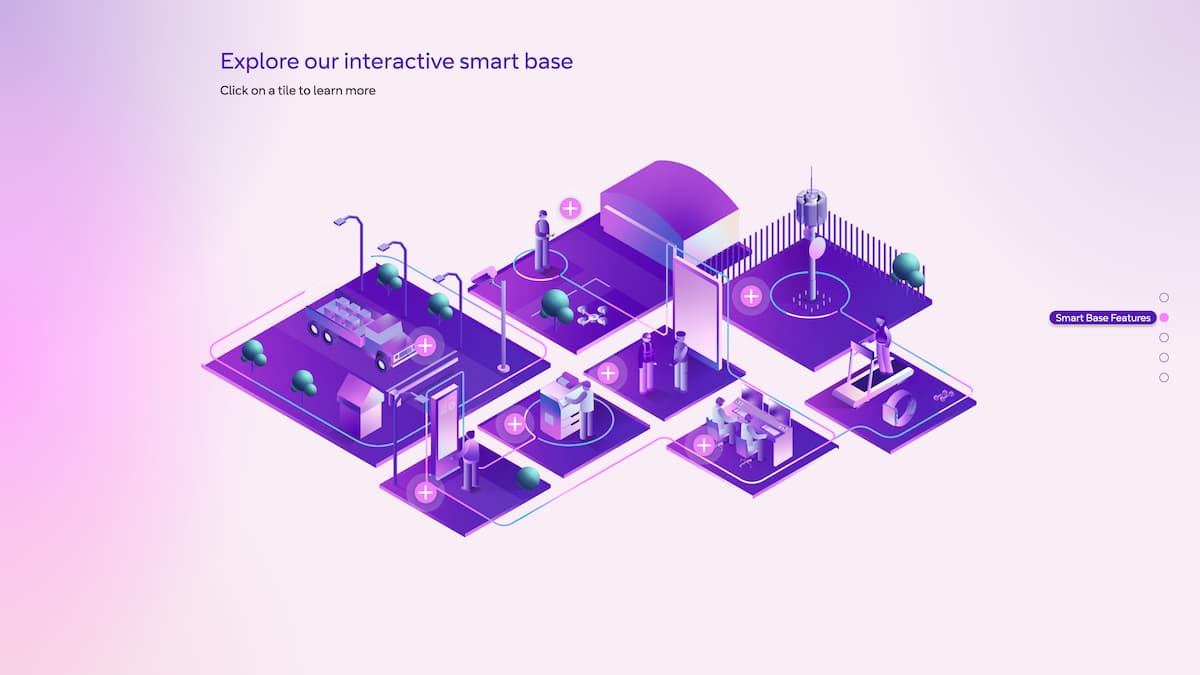 Explore our interactive smart base
Click on a tile to learn more
Smart Base Features